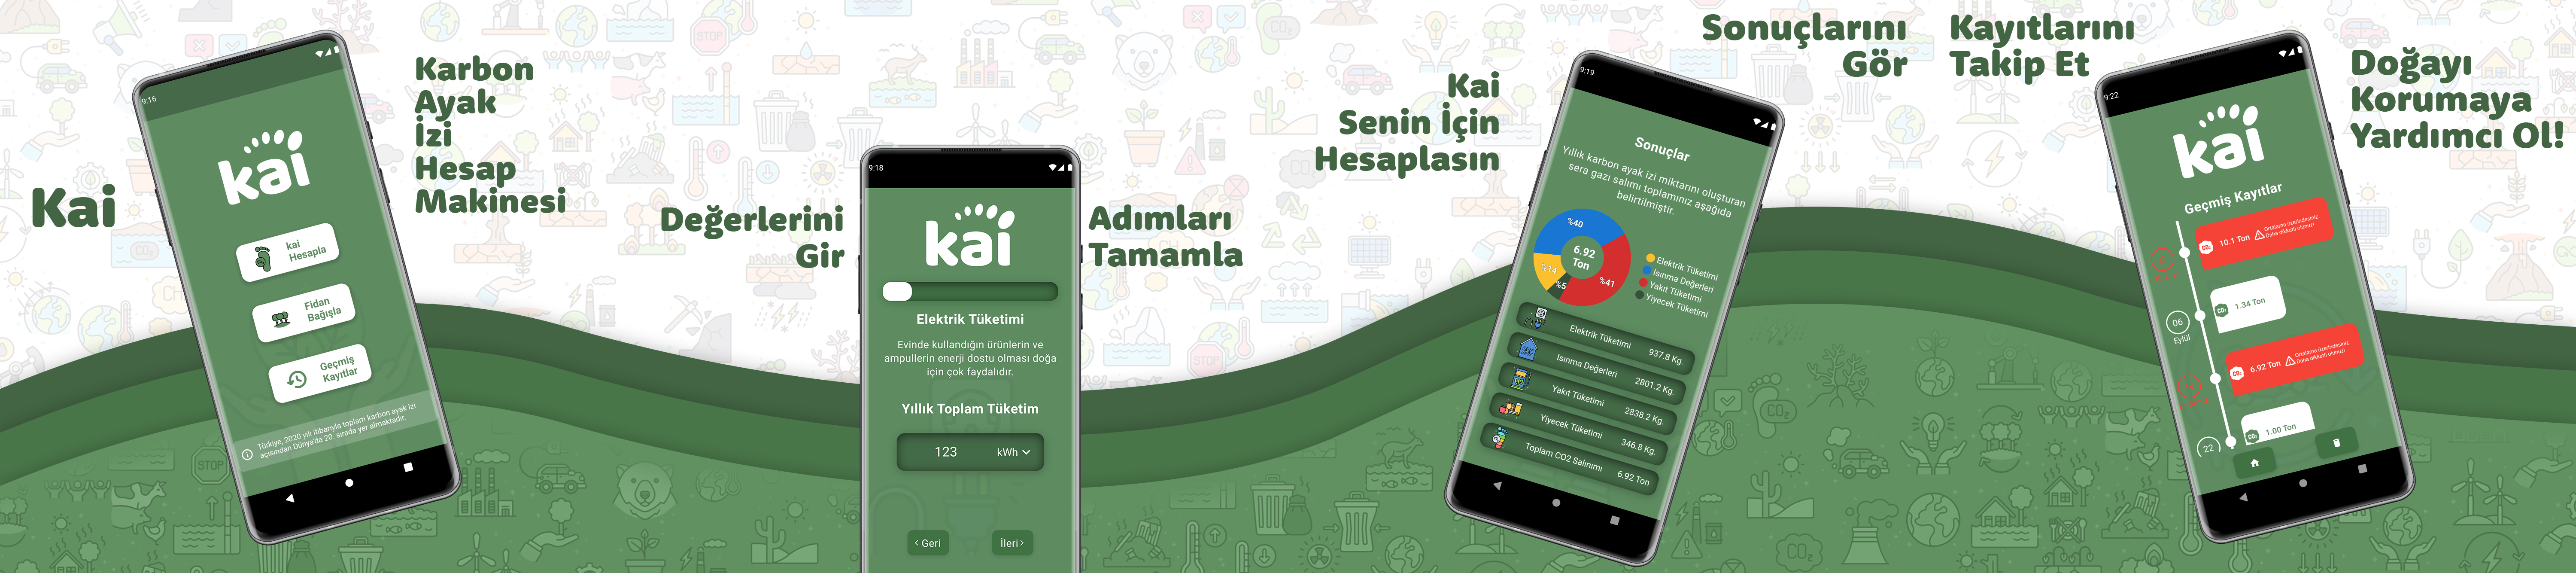 Kai
9:16
kai
kai
Hesapla
Fidan
Bağışla
Geçmiş
Kayıtlar
Türkiye, 2020 yılı itibarıyla toplam karbon ayak izi
açısından Dünya'da 20. sırada yer almaktadır.
Karbon
Ayak
İzi
Hesap
Makinesi
Değerlerini
Gir
9:18
kai
Elektrik Tüketimi
Evinde kullandığın ürünlerin ve
ampullerin enerji dostu olması doğa
için çok faydalıdır.
Yıllık Toplam Tüketim
123 kWh
Geri
İleri
Adımları
Tamamla
Kai
Senin İçin
Hesaplasın
9:19
Sonuçlar
Yıllık karbon ayak izi miktarını oluşturan
sera gazı salımı toplamınız aşağıda
belirtilmiştir.
%40
%14
%5
%41
6.92
Ton
Elektrik Tüketimi
Isınma Değerleri
Yakıt Tüketimi
Yiyecek Tüketimi
Elektrik Tüketimi 937.8 Kg.
Isınma Değerleri 2801.2 Kg.
Yakıt Tüketimi 2838.2 Kg.
Yiyecek Tüketimi 346.8 Kg.
Toplam CO2 Salınımı 6.92 Ton
Sonuçlarını
Gör
Kayıtlarını
Takip Et
9:22
kai
Geçmiş Kayıtlar
10.1 Ton
Ortalama üzerindesiniz.
Daha dikkatli olunuz!
1.34 Ton
06
Eylül
6.92 Ton
Ortalama üzerindesiniz.
Daha dikkatli olunuz!
1.00 Ton
22
Doğayı
Korumaya
Yardımcı Ol!
STOP
STOP
STOP
CO2
CO2